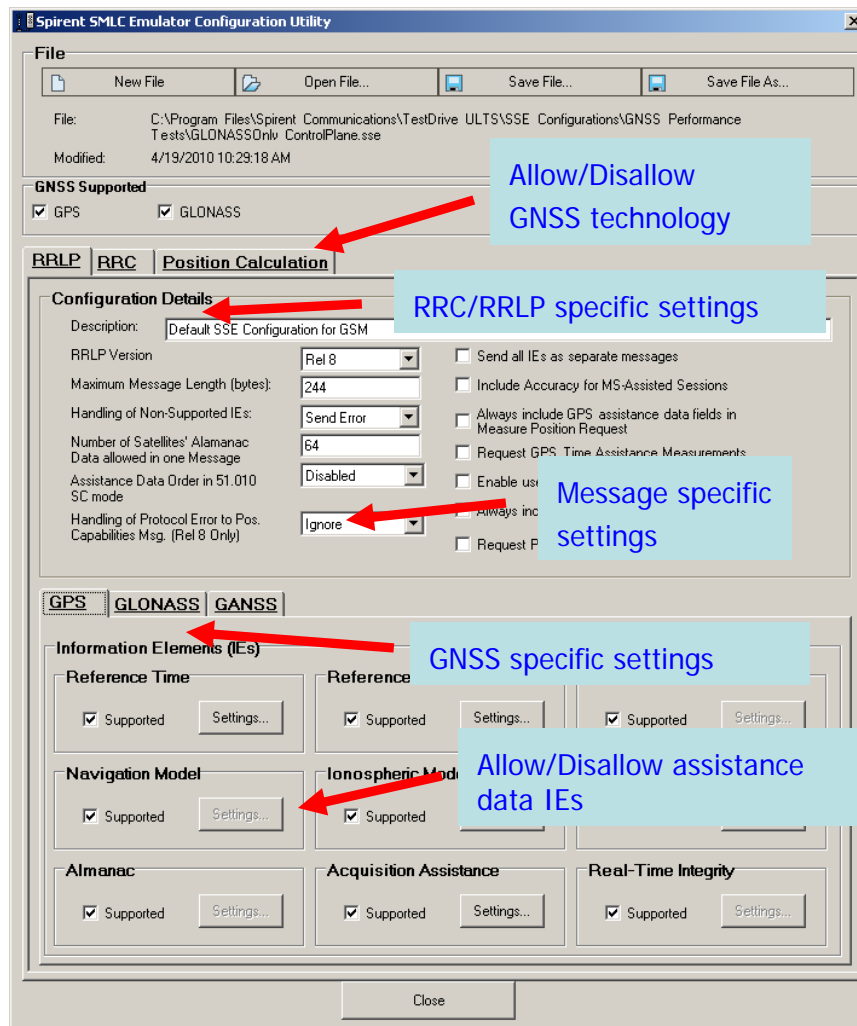 Spirent SMLC Emulator Configuration Utility
File
New File
Open File...
Save File...
Save File As...
File: C:\Program Files\Spirent Communications\TestDrive ULTS\SSE Configurations\GNSS Performance
Tests\GLONASSOnly ControlPlane.sse
Modified: 4/19/2010 10:29:18 AM
Allow/Disallow
GNSS technology
GNSS Supported
GPS
GLONASS
RRLP
RRC
Position Calculation
Configuration Details
RRC/RRLP specific settings
Description: Default SSE Configuration for GSM
RRLP Version
Rel 8
Send all IEs as separate messages
Maximum Message Length (bytes):
244
Include Accuracy for MS-Assisted Sessions
Handling of Non-Supported IEs:
Send Error
Always include GPS assistance data fields in
Measure Position Request
Number of Satellites' Alamanac
Data allowed in one Message
64
Request GPS Time Assistance Measurements
Assistance Data Order in 51.010
SC mode
Disabled
Enable use
Message specific
settings
Handling of Protocol Error to Pos.
Capabilities Msg. (Rel 8 Only)
Ignore
Always inc
Request P
GPS
GLONASS
GANSS
Information Elements (IEs)
GNSS specific settings
Reference Time
Reference
Supported
Settings...
Supported
Settings...
Supported
Settings...
Navigation Model
Ionospheric Mode
Allow/Disallow assistance
data IEs
Supported
Settings...
Supported
Almanac
Acquisition Assistance
Real-Time Integrity
Supported
Settings...
Supported
Settings...
Supported
Settings...
Close